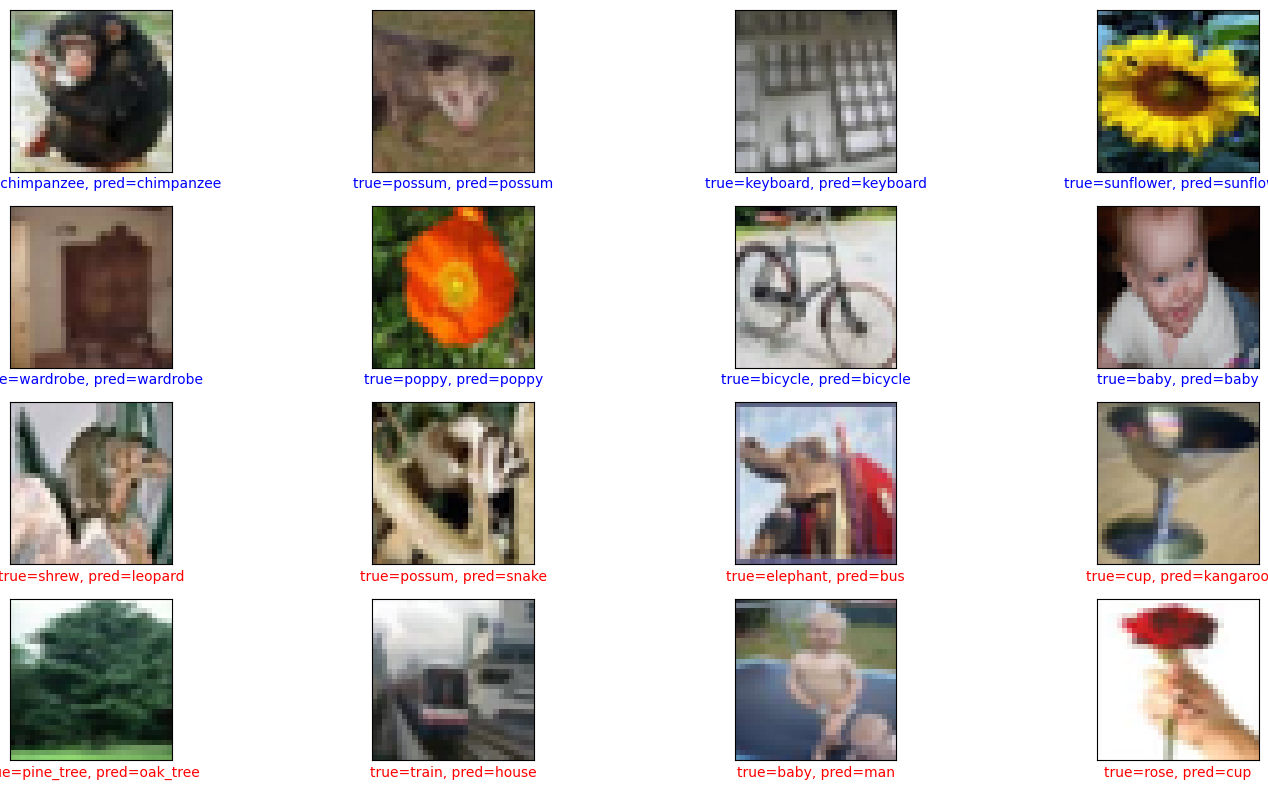 chimpanzee, pred=chimpanzee
true=possum, pred=possum
true=keyboard, pred=keyboard
true=sunflower, pred=sunflo
e=wardrobe, pred=wardrobe
true=poppy, pred=poppy
true=bicycle, pred=bicycle
true=baby, pred=baby
true=shrew, pred=leopard
true=possum, pred=snake
true=elephant, pred=bus
true=cup, pred=kangaroo
ue=pine_tree, pred=oak_tree
true=train, pred=house
true=baby, pred=man
true=rose, pred=cup